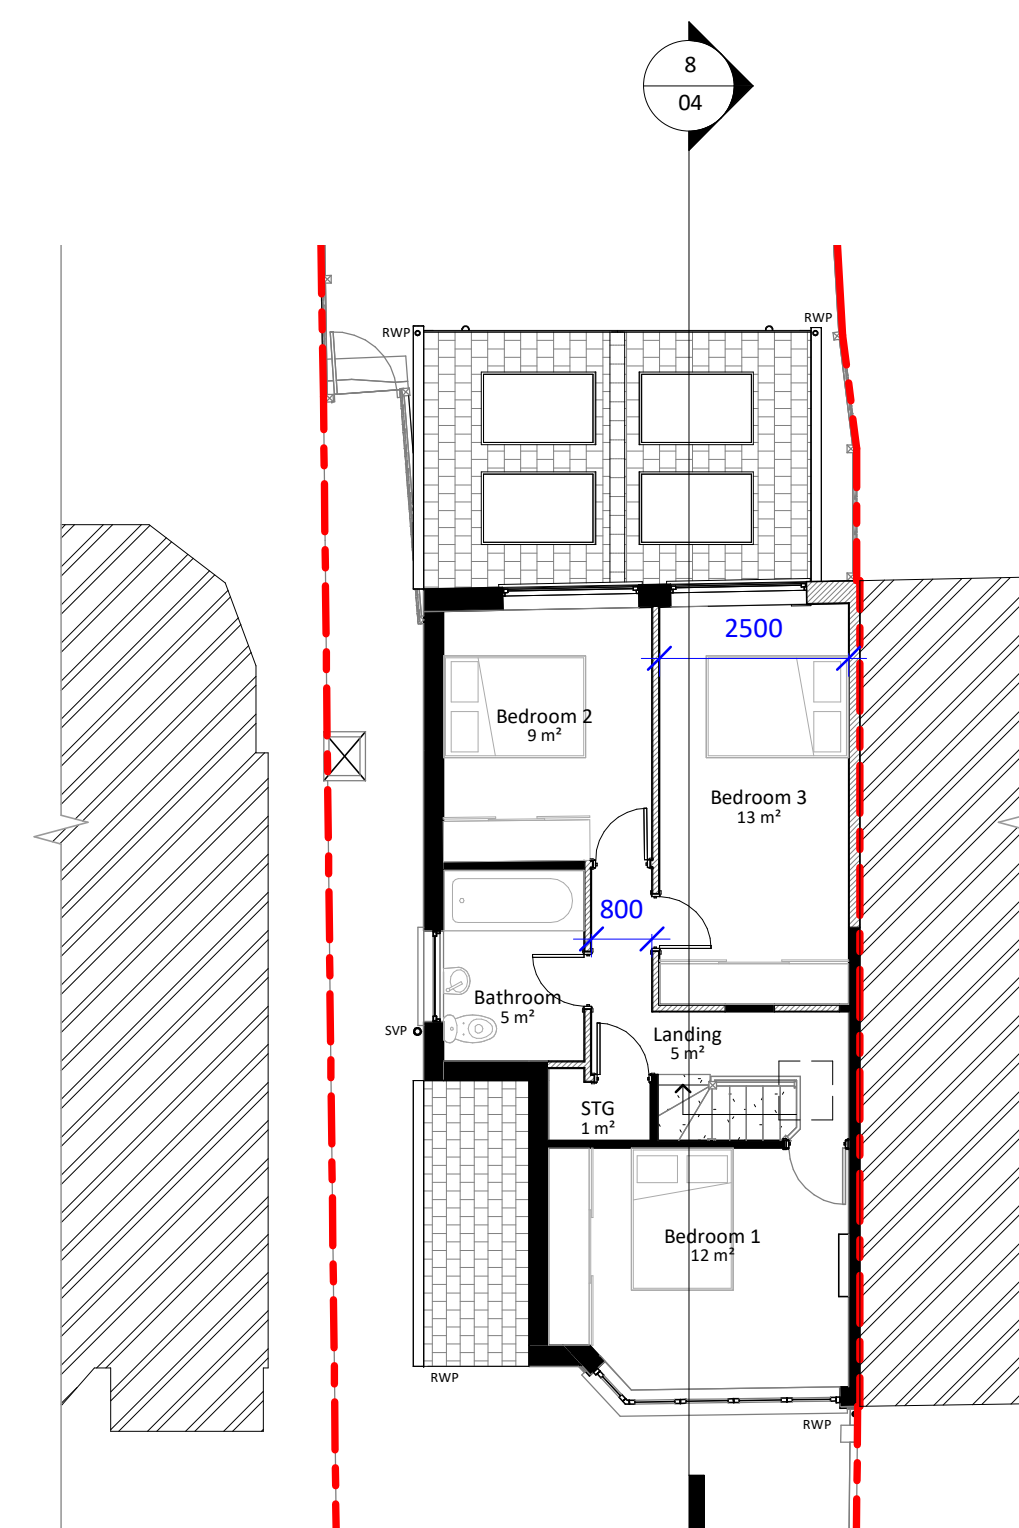 8
04
RWP
RWP
2500
Bedroom 2
9 m²
Bedroom 3
13 m²
800
Bathroom
5 m²
SVP
Landing
5 m²
STG
1 m²
Bedroom 1
12 m²
RWP
RWP